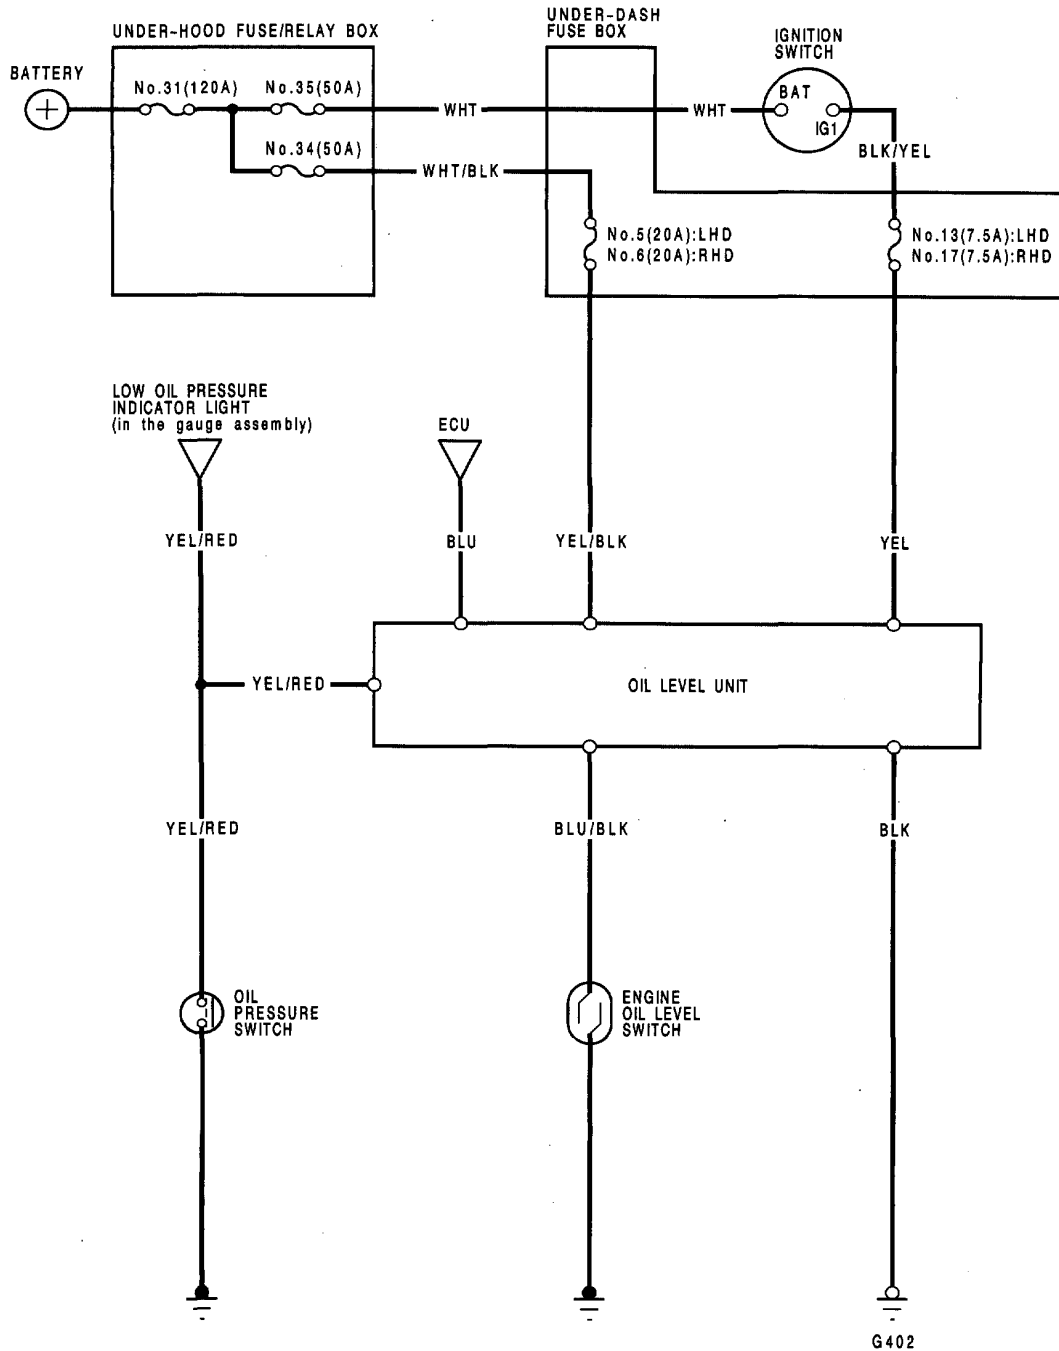 UNDER-HOOD FUSE/RELAY BOX
UNDER-DASH
FUSE BOX
IGNITION
SWITCH
BATTERY
No.31(120A)
No.35(50A)
WHT
WHT
BAT
IG1
No.34(50A)
WHT/BLK
BLK/YEL
No.5(20A):LHD
No.6(20A):RHD
No.13(7.5A):LHD
No.17(7.5A):RHD
LOW OIL PRESSURE
INDICATOR LIGHT
(in the gauge assembly)
ECU
YEL/RED
BLU
YEL/BLK
YEL
YEL/RED
OIL LEVEL UNIT
YEL/RED
BLU/BLK
BLK
OIL
PRESSURE
SWITCH
ENGINE
OIL LEVEL
SWITCH
G402